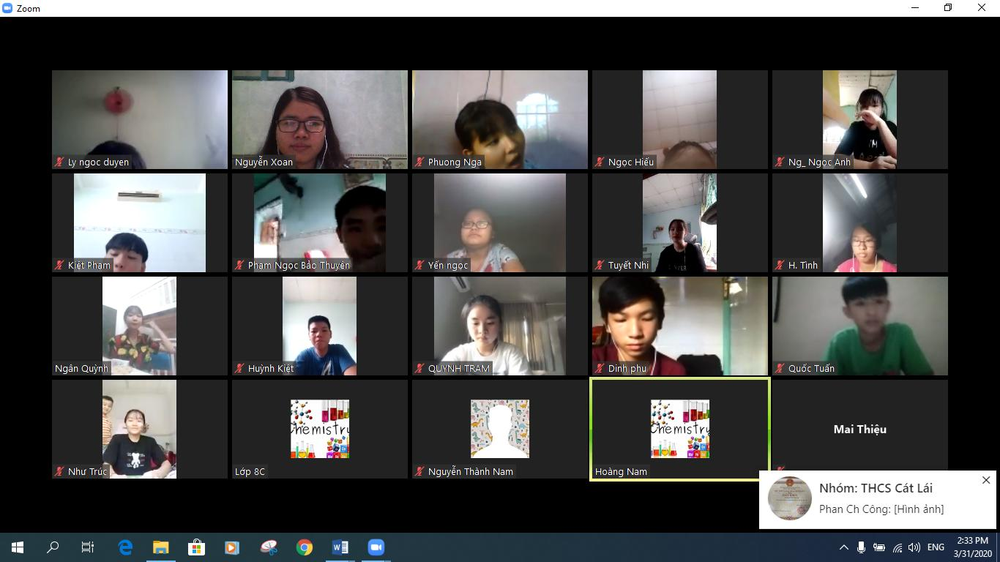 Zoom
Ly ngoc duyen
Nguyễn Xoan
Phuong Nga
Ngọc Hiếu
Ng_ Ngọc Anh
Kiệt Phạm
Phạm Ngọc Bảo Thuyên
Yến ngọc
Tuyết Nhi
H. Tình
Ngân Quỳnh
Huỳnh Kiệt
QUYNH TRAM
Dinh phu
Quốc Tuấn
Như Trúc
Chemistry
Lớp 8C
Nguyễn Thành Nam
Chemistry
Hoàng Nam
Mai Thiệu
Nhóm: THCS Cát Lái
Phan Ch Công: [Hình ảnh]
ENG
2:33 PM
3/31/2020